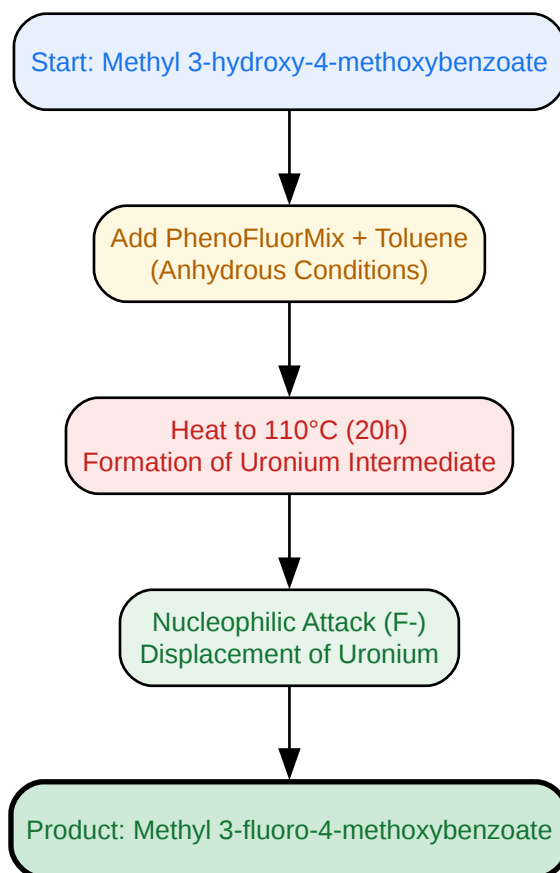 Start: Methyl 3-hydroxy-4-methoxybenzoate
Add PhenoFluorMix + Toluene
(Anhydrous Conditions)
Heat to 110°C (20h)
Formation of Uronium Intermediate
Nucleophilic Attack (F-)
Displacement of Uronium
Product: Methyl 3-fluoro-4-methoxybenzoate